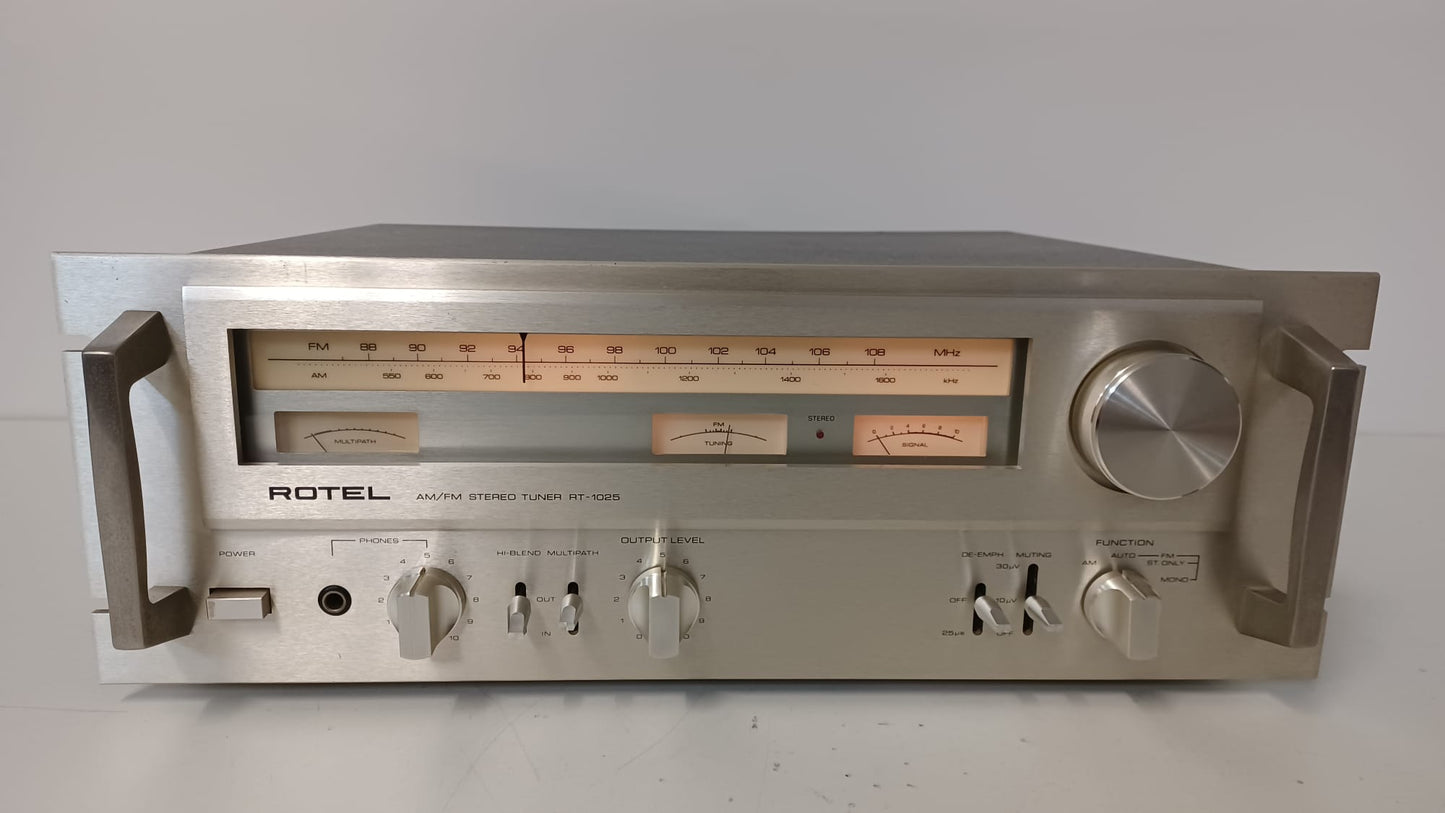 FM 88 90 92 94 96 98 100 102 104 106 108 MHz
AM 550 600 700 800 900 1000 1200 1400 1600 kHz
MULTIPATH
FM
TUNING
STEREO
0 2 4 6 8 10
SIGNAL
ROTEL AM/FM STEREO TUNER RT-1025
POWER
PHONES
1 2 3 4 5 6 7 8 9 10
HI-BLEND MULTIPATH
OUT
IN
OUTPUT LEVEL
0 1 2 3 4 5 6 7 8 9 10
DE-EMPH MUTING
30µV
OFF 10µV
25µs OFF
FUNCTION
AM AUTO FM
ST. ONLY
MONO